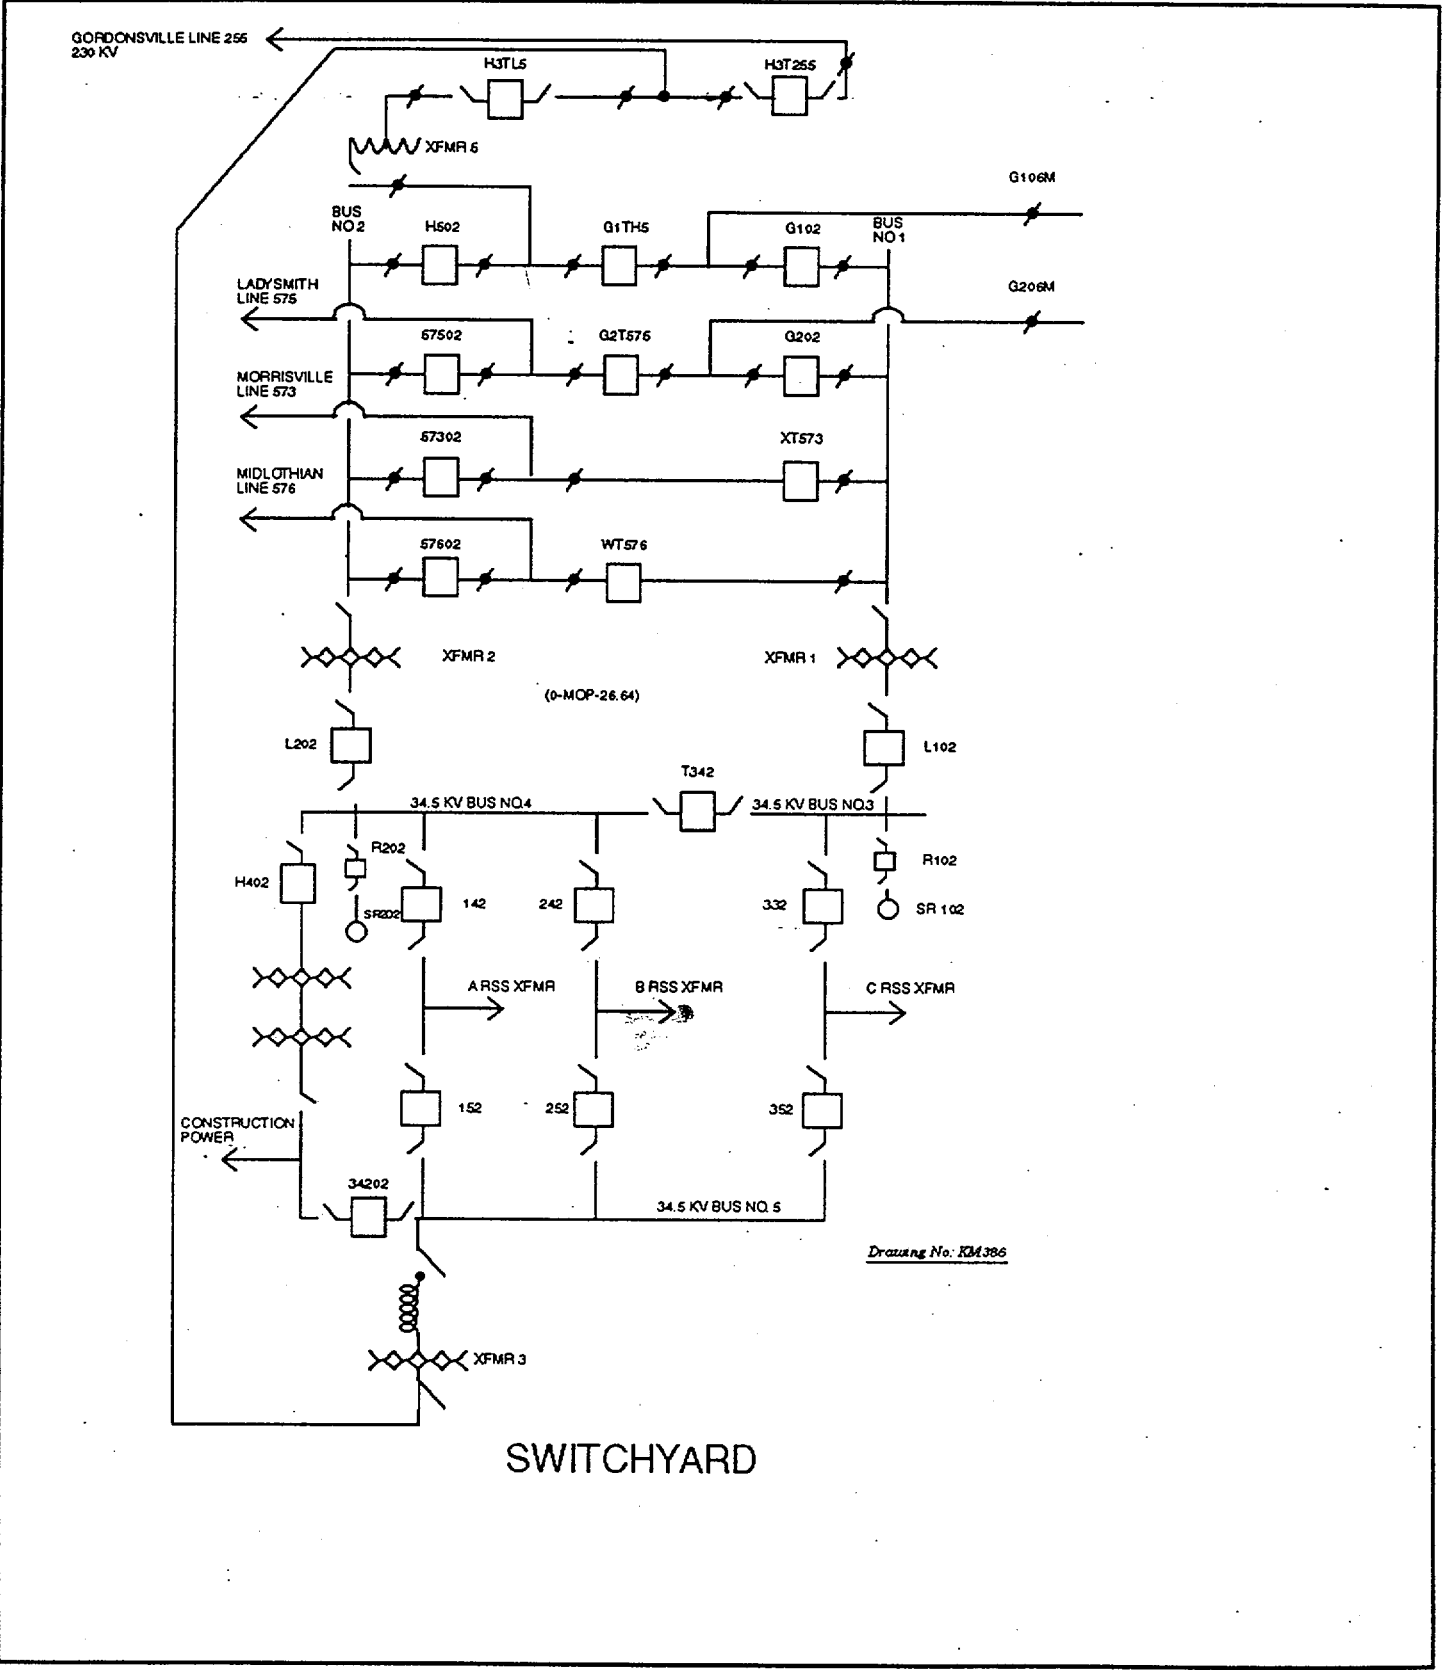 GORDONSVILLE LINE 255
230 KV
H3TL5
H3T255
XFMR 5
G106M
BUS
NO 2
H502
G1TH5
G102
BUS
NO 1
LADYSMITH
LINE 575
G206M
57502
G2T575
G202
MORRISVILLE
LINE 573
57302
XT573
MIDLOTHIAN
LINE 576
57602
WT576
XFMR 2
XFMR 1
(0-MOP-26.64)
L202
L102
T342
34.5 KV BUS NO.4
34.5 KV BUS NO.3
R202
R102
H402
SR202
142
242
332
SR 102
A RSS XFMR
B RSS XFMR
C RSS XFMR
152
252
352
CONSTRUCTION
POWER
34202
34.5 KV BUS NO. 5
Drawing No: KM386
XFMR 3
SWITCHYARD